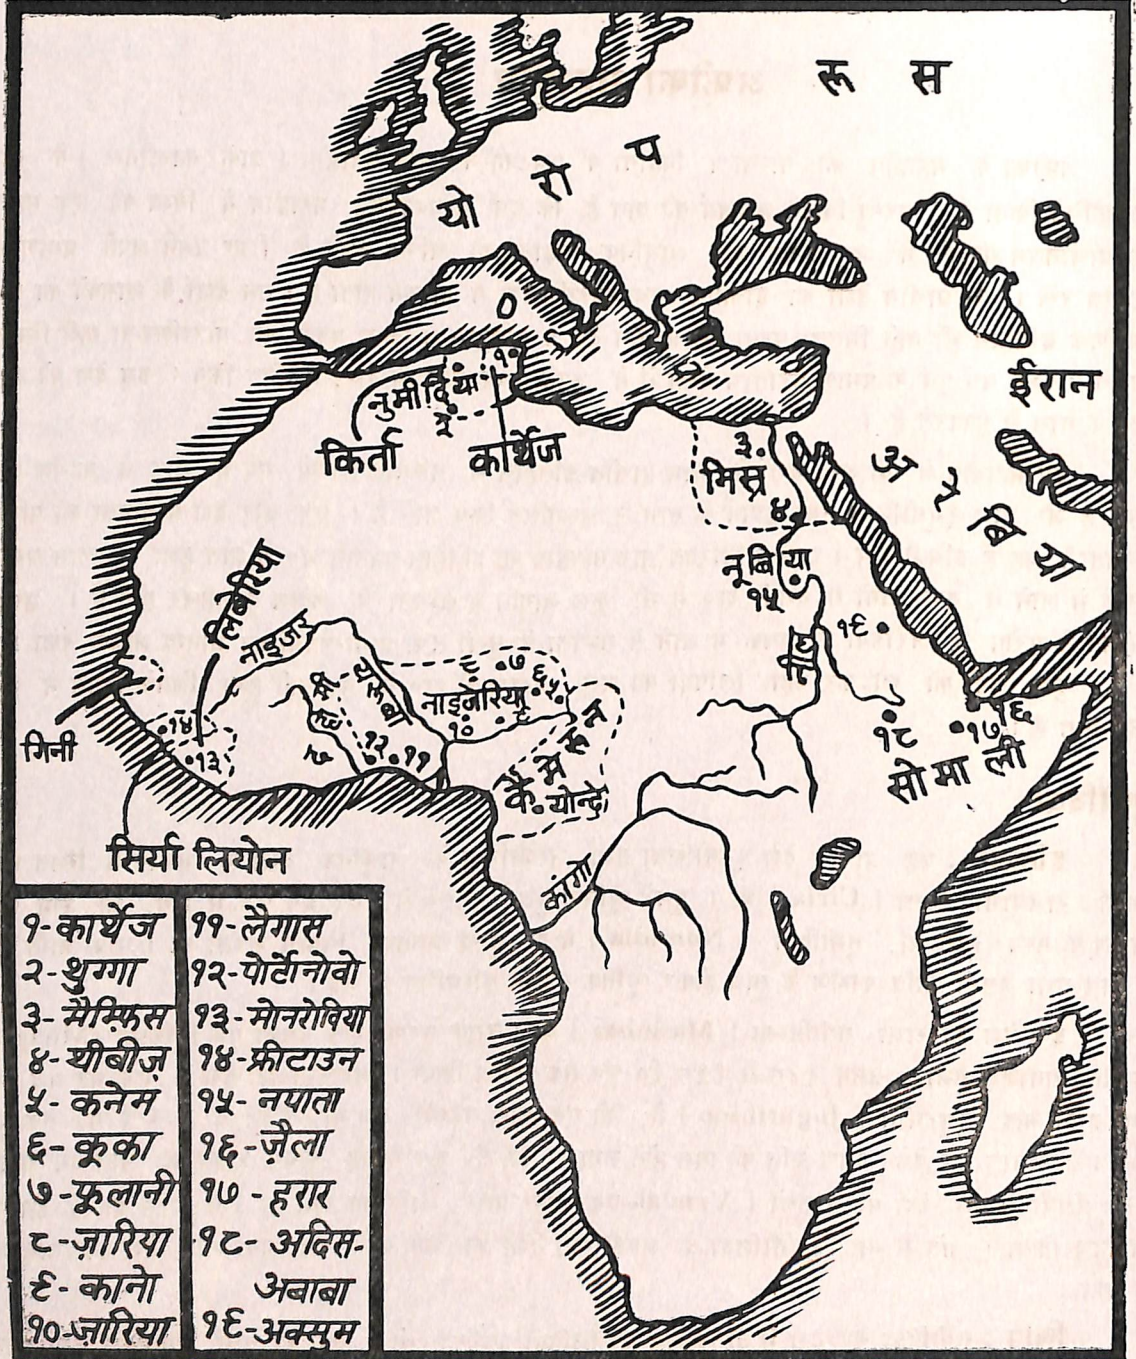 रू स
यो रो प
ईरान
१.
नुमीदिया
२
किर्ता
कार्थेज
३.
मिस्र
४
अ र बि या
नूबिया
१५
नील
१६
लिबेरिया
नाइजर
६
७
नाइजेरिया
१०
१४
१३
१२
११
गिनी
१८
१७
सो मा ली
कै मे रू न
योन्दे
कांगो
सिर्या लियोन
१-कार्थेज
२-थुग्गा
३-मैम्फ़िस
४-थीबीज़
५-कनेम
६-कूका
७-फूलानी
८-ज़ारिया
९-कानो
१०-ज़ारिया
११-लैगास
१२-पोर्टोनोवो
१३-मोनरोविया
१४-फ्रीटाउन
१५-नपाता
१६-ज़ैला
१७-हरार
१८-अदिस-
अबाबा
१९-अक्सुम